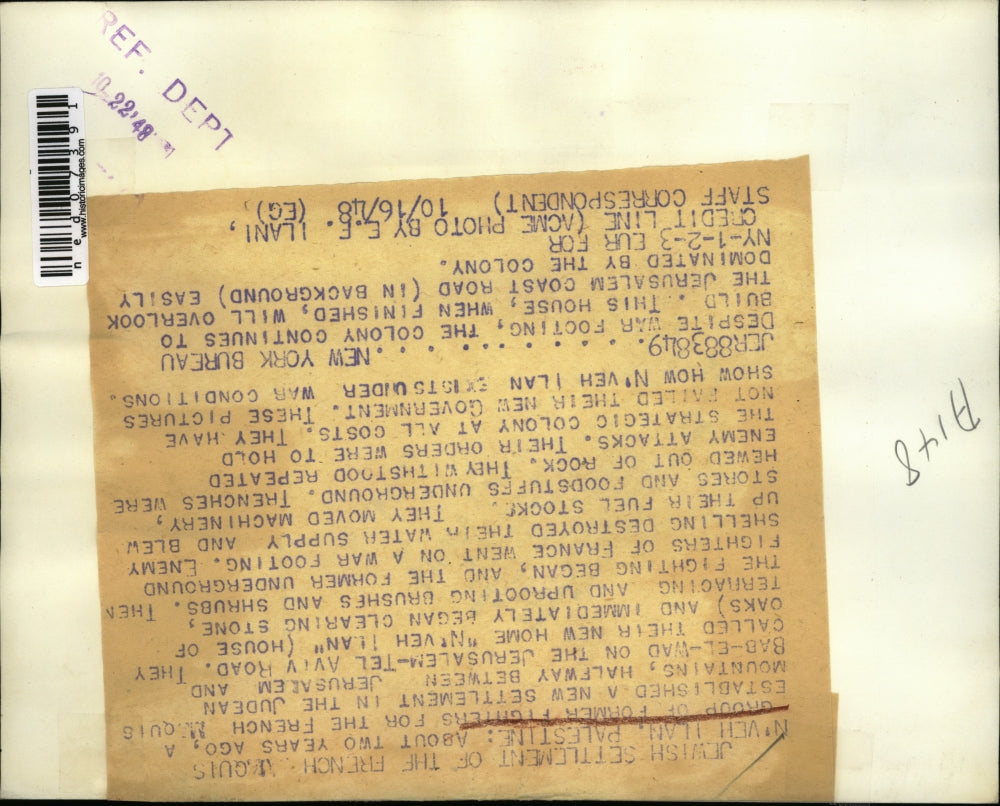 JEWISH SETTLEMENT OF THE FRENCH M.QUIS
N'VEH ILAN, PALESTINE: ABOUT TWO YEARS AGO, A
GROUP OF FORMER FIGHTERS FOR THE FRENCH M.QUIS
ESTABLISHED A NEW SETTLEMENT IN THE JUDEAN
MOUNTAINS, HALFWAY BETWEEN JERUSALEM AND
BAB-EL-WAD ON THE JERUSALEM-TEL AVIV ROAD. THEY
CALLED THEIR NEW HOME "N'VEH ILAN" (HOUSE OF
OAKS) AND IMMEDIATELY BEGAN CLEARING STONE,
TERRACING AND UPROOTING BRUSHES AND SHRUBS. THEN
THE FIGHTING BEGAN, AND THE FORMER UNDERGROUND
FIGHTERS OF FRANCE WENT ON A WAR FOOTING. ENEMY
SHELLING DESTROYED THEIR WATER SUPPLY AND BLEW
UP THEIR FUEL STOCKS. THEY MOVED MACHINERY,
STORES AND FOODSTUFFS UNDERGROUND. TRENCHES WERE
HEWED OUT OF ROCK. THEY WITHSTOOD REPEATED
ENEMY ATTACKS. THEIR ORDERS WERE TO HOLD
THE STRATEGIC COLONY AT ALL COSTS. THEY HAVE
NOT FAILED THEIR NEW GOVERNMENT. THESE PICTURES
SHOW HOW N'VEH ILAN EXISTS UNDER WAR CONDITIONS.
JER883849. . . . . . . . . .NEW YORK BUREAU
DESPITE WAR FOOTING, THE COLONY CONTINUES TO
BUILD. THIS HOUSE, WHEN FINISHED, WILL OVERLOOK
THE JERUSALEM COAST ROAD (IN BACKGROUND) EASILY
DOMINATED BY THE COLONY.
NY-1-2-3 EUR FOR
CREDIT LINE (ACME PHOTO BY E.E. ILANI,
STAFF CORRESPONDENT) 10/16/48 (EG)
REF. DEPT
10-22-'48
ned07391
www.historicimages.com
A148